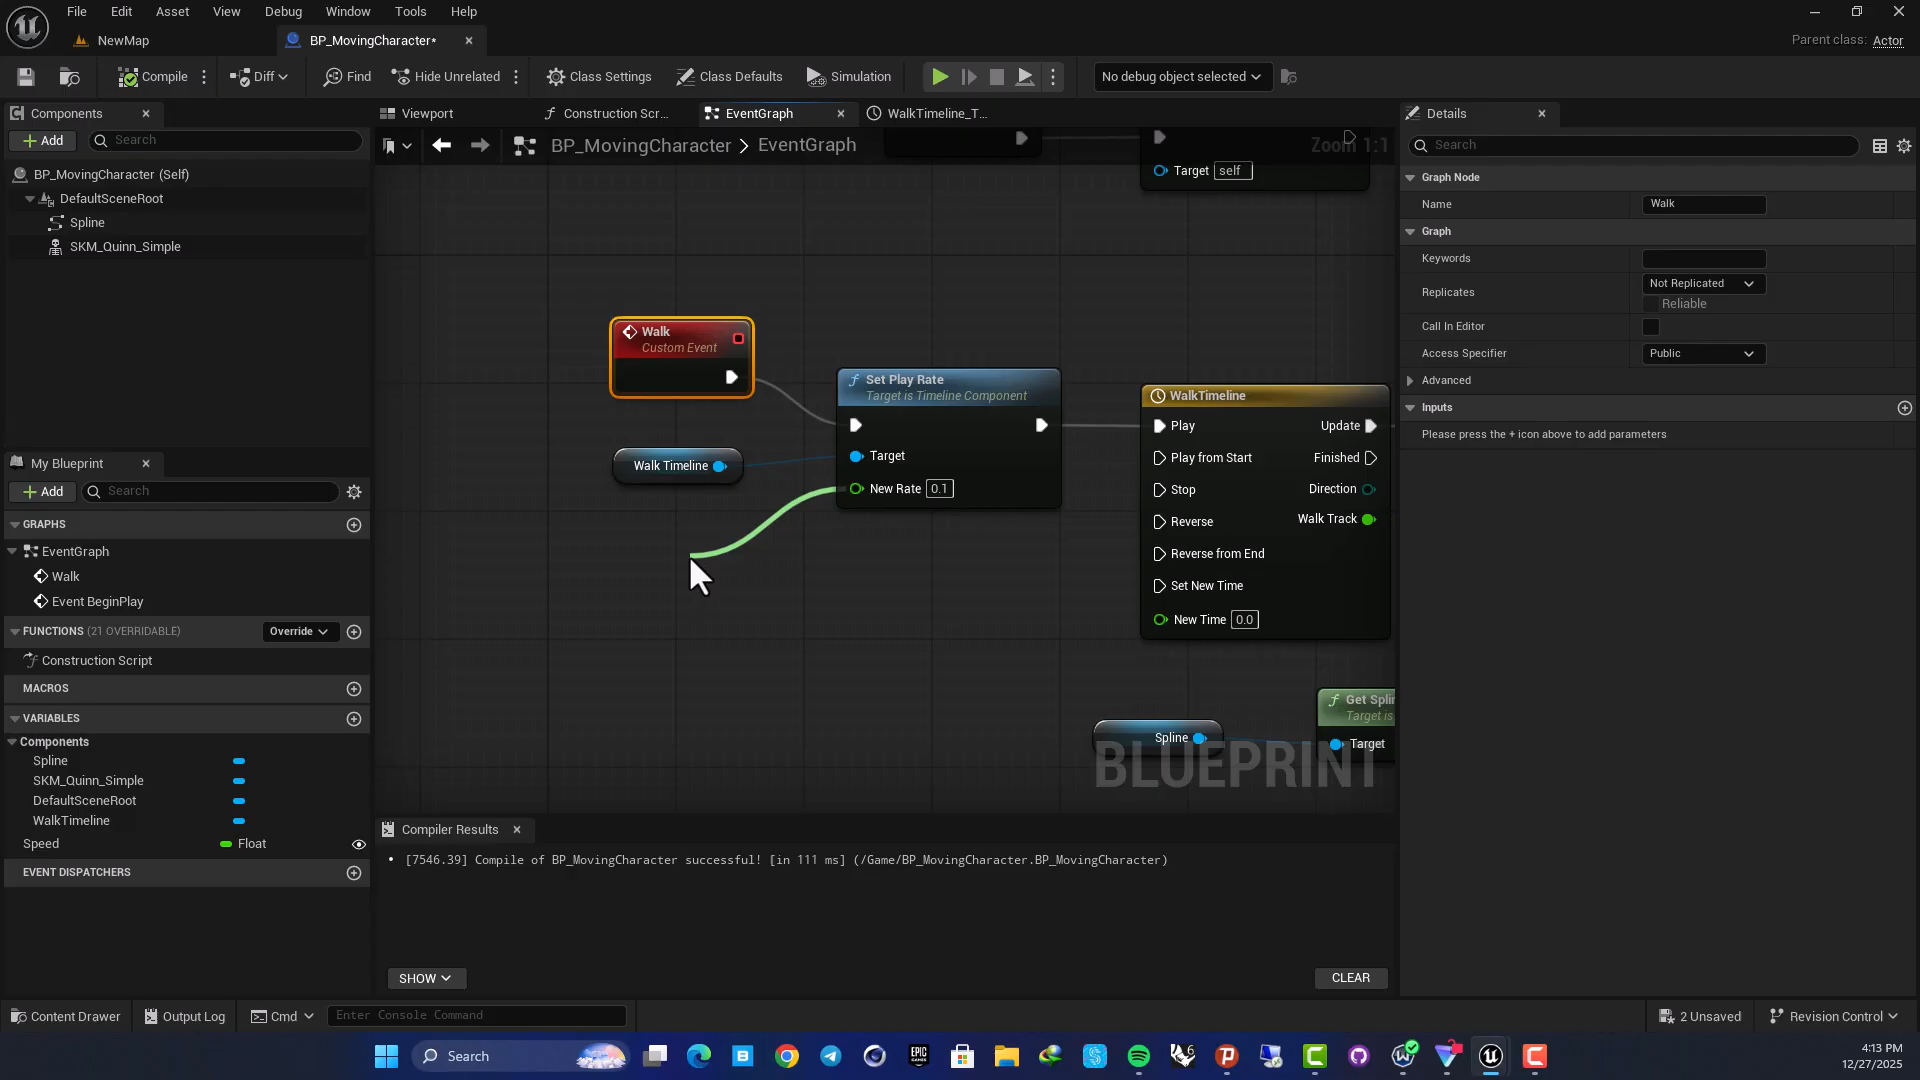 File Edit Asset View Debug Window Tools Help
NewMap
BP_MovingCharacter*
Parent class: Actor
Compile
Diff
Find
Hide Unrelated
Class Settings
Class Defaults
Simulation
No debug object selected
Components
Add
Search
BP_MovingCharacter (Self)
DefaultSceneRoot
Spline
SKM_Quinn_Simple
My Blueprint
Add
Search
GRAPHS
EventGraph
Walk
Event BeginPlay
FUNCTIONS (21 OVERRIDABLE)
Override
Construction Script
MACROS
VARIABLES
Components
Spline
SKM_Quinn_Simple
DefaultSceneRoot
WalkTimeline
Speed
Float
EVENT DISPATCHERS
Viewport
Construction Scr...
EventGraph
WalkTimeline_T...
BP_MovingCharacter > EventGraph
Zoom 1:1
Target self
Walk
Custom Event
Walk Timeline
Set Play Rate
Target is Timeline Component
Target
New Rate 0.1
WalkTimeline
Play
Update
Play from Start
Finished
Stop
Direction
Reverse
Walk Track
Reverse from End
Set New Time
New Time 0.0
Spline
Get Splin
Target is
Target
BLUEPRINT
Compiler Results
• [7546.39] Compile of BP_MovingCharacter successful! [in 111 ms] (/Game/BP_MovingCharacter.BP_MovingCharacter)
SHOW
CLEAR
Details
Search
Graph Node
Name
Walk
Graph
Keywords
Replicates
Not Replicated
Reliable
Call In Editor
Access Specifier
Public
Advanced
Inputs
Please press the + icon above to add parameters
Content Drawer
Output Log
Cmd
Enter Console Command
2 Unsaved
Revision Control
Search
EPIC GAMES
4:13 PM
12/27/2025